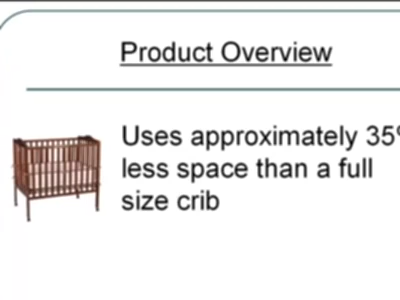 Product Overview
Uses approximately 35
less space than a full
size crib